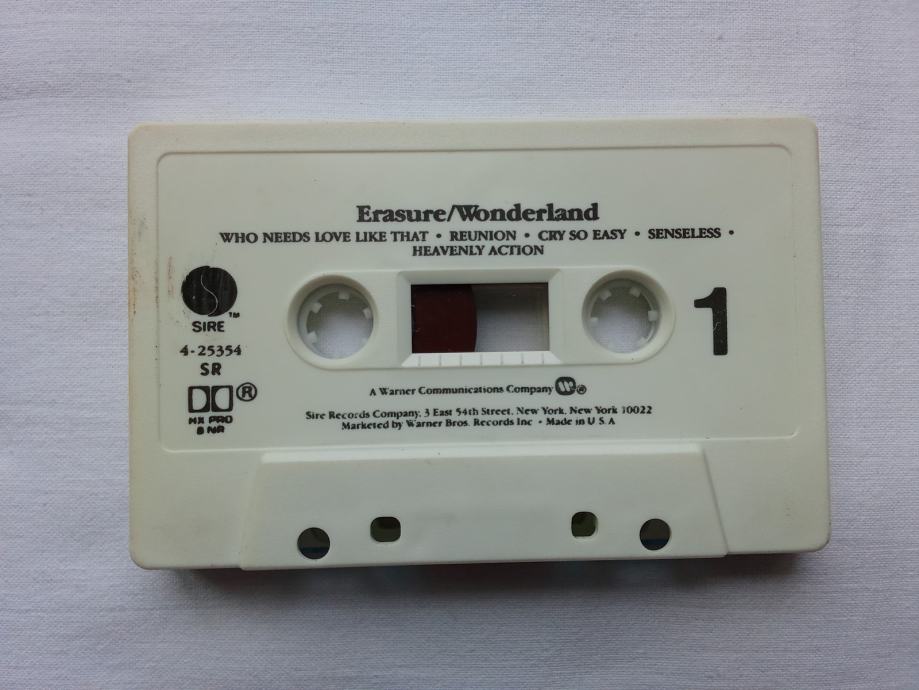 Erasure/Wonderland
WHO NEEDS LOVE LIKE THAT • REUNION • CRY SO EASY • SENSELESS •
HEAVENLY ACTION
SIRE ™
4-25354
SR
HX PRO
B NR
®
1
A Warner Communications Company ®
Sire Records Company, 3 East 54th Street, New York, New York 10022
Marketed by Warner Bros. Records Inc • Made in U S A